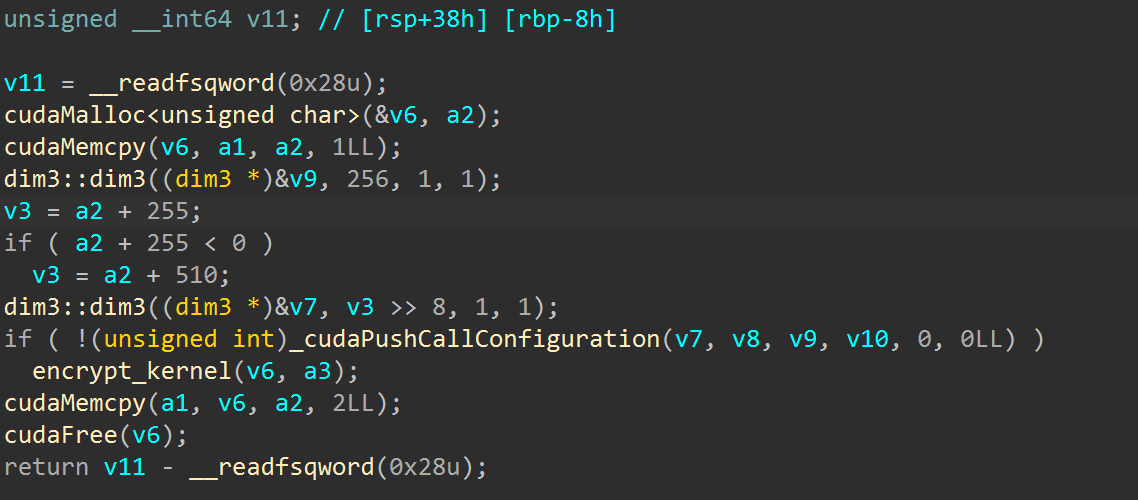 unsigned __int64 v11; // [rsp+38h] [rbp-8h]
v11 = __readfsqword(0x28u);
cudaMalloc<unsigned char>(&v6, a2);
cudaMemcpy(v6, a1, a2, 1LL);
dim3::dim3((dim3 *)&v9, 256, 1, 1);
v3 = a2 + 255;
if ( a2 + 255 < 0 )
v3 = a2 + 510;
dim3::dim3((dim3 *)&v7, v3 >> 8, 1, 1);
if ( !(unsigned int)_cudaPushCallConfiguration(v7, v8, v9, v10, 0, 0LL) )
encrypt_kernel(v6, a3);
cudaMemcpy(a1, v6, a2, 2LL);
cudaFree(v6);
return v11 - __readfsqword(0x28u);